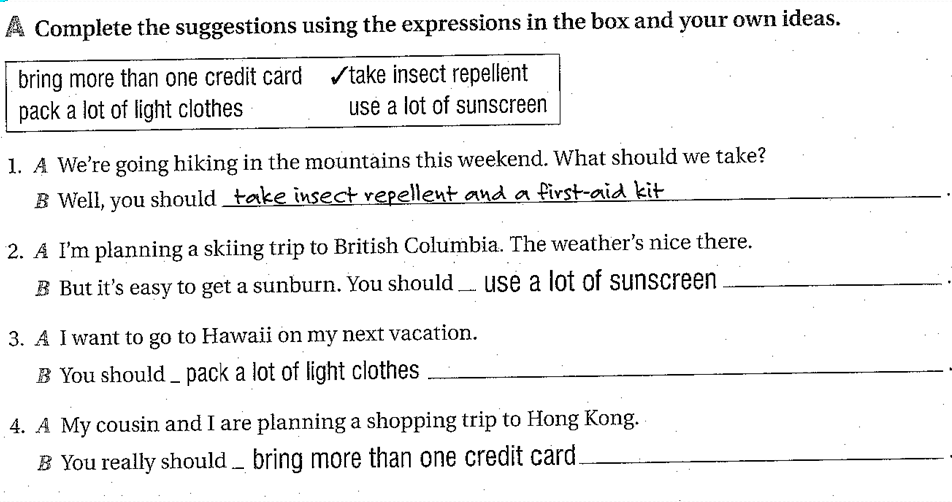 A Complete the suggestions using the expressions in the box and your own ideas.
bring more than one credit card ✓take insect repellent
pack a lot of light clothes use a lot of sunscreen
1. A We're going hiking in the mountains this weekend. What should we take?
B Well, you should take insect repellent and a first-aid kit.
2. A I'm planning a skiing trip to British Columbia. The weather's nice there.
B But it's easy to get a sunburn. You should use a lot of sunscreen.
3. A I want to go to Hawaii on my next vacation.
B You should pack a lot of light clothes.
4. A My cousin and I are planning a shopping trip to Hong Kong.
B You really should bring more than one credit card.